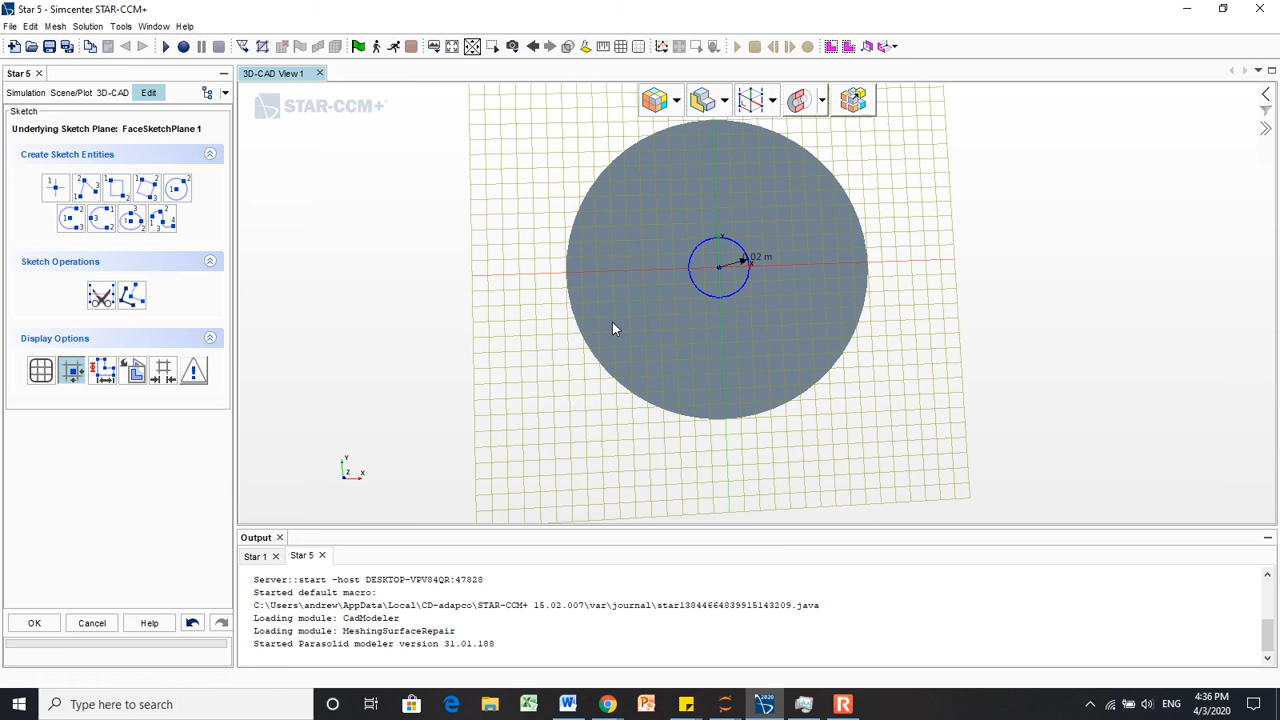 Star 5 - Simcenter STAR-CCM+
File Edit Mesh Solution Tools Window Help
Star 5
3D-CAD View 1
Simulation Scene/Plot 3D-CAD Edit
STAR-CCM+
Sketch
Underlying Sketch Plane: FaceSketchPlane 1
Create Sketch Entities
Sketch Operations
Display Options
0.02 m
Y
X
Y
Z X
OK Cancel Help
Output
Star 1 Star 5
Server::start -host DESKTOP-VPV84QR:47828
Started default macro:
C:\Users\andrew\AppData\Local\CD-adapco\STAR-CCM+ 15.02.007\var\journal\star13844664839915143209.java
Loading module: CadModeler
Loading module: MeshingSurfaceRepair
Started Parasolid modeler version 31.01.188
Type here to search
ENG
4:36 PM
4/3/2020